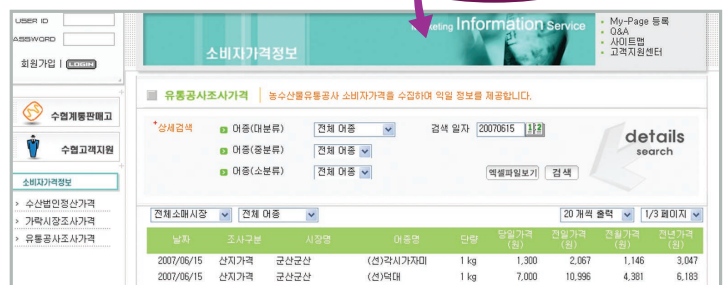 USER ID
ASSWORD
회원가입 | LOGIN
수협계통판매고
수협고객지원
소비자가격정보
> 수산법인정산가격
> 가락시장조사가격
> 유통공사조사가격
소비자가격정보
keting Information Service
My-Page 등록
Q&A
사이트맵
고객지원센터
유통공사조사가격 농수산물유통공사 소비자가격을 수집하여 익일 정보를 제공합니다.
*상세검색 어종(대분류) 전체 어종 검색 일자 20070615 12
어종(중분류) 전체 어종
어종(소분류) 전체 어종 엑셀파일보기 검색
details
search
전체소매시장 전체 어종 20 개씩 출력 1/3 페이지
날짜 조사구분 시장명 어종명 단량 당일가격(원) 전일가격(원) 전월가격(원) 전년가격(원)
2007/06/15 산지가격 군산군산 (선)각시가자미 1 kg 1,300 2,067 1,146 3,047
2007/06/15 산지가격 군산군산 (선)덕대 1 kg 7,000 10,996 4,381 6,183